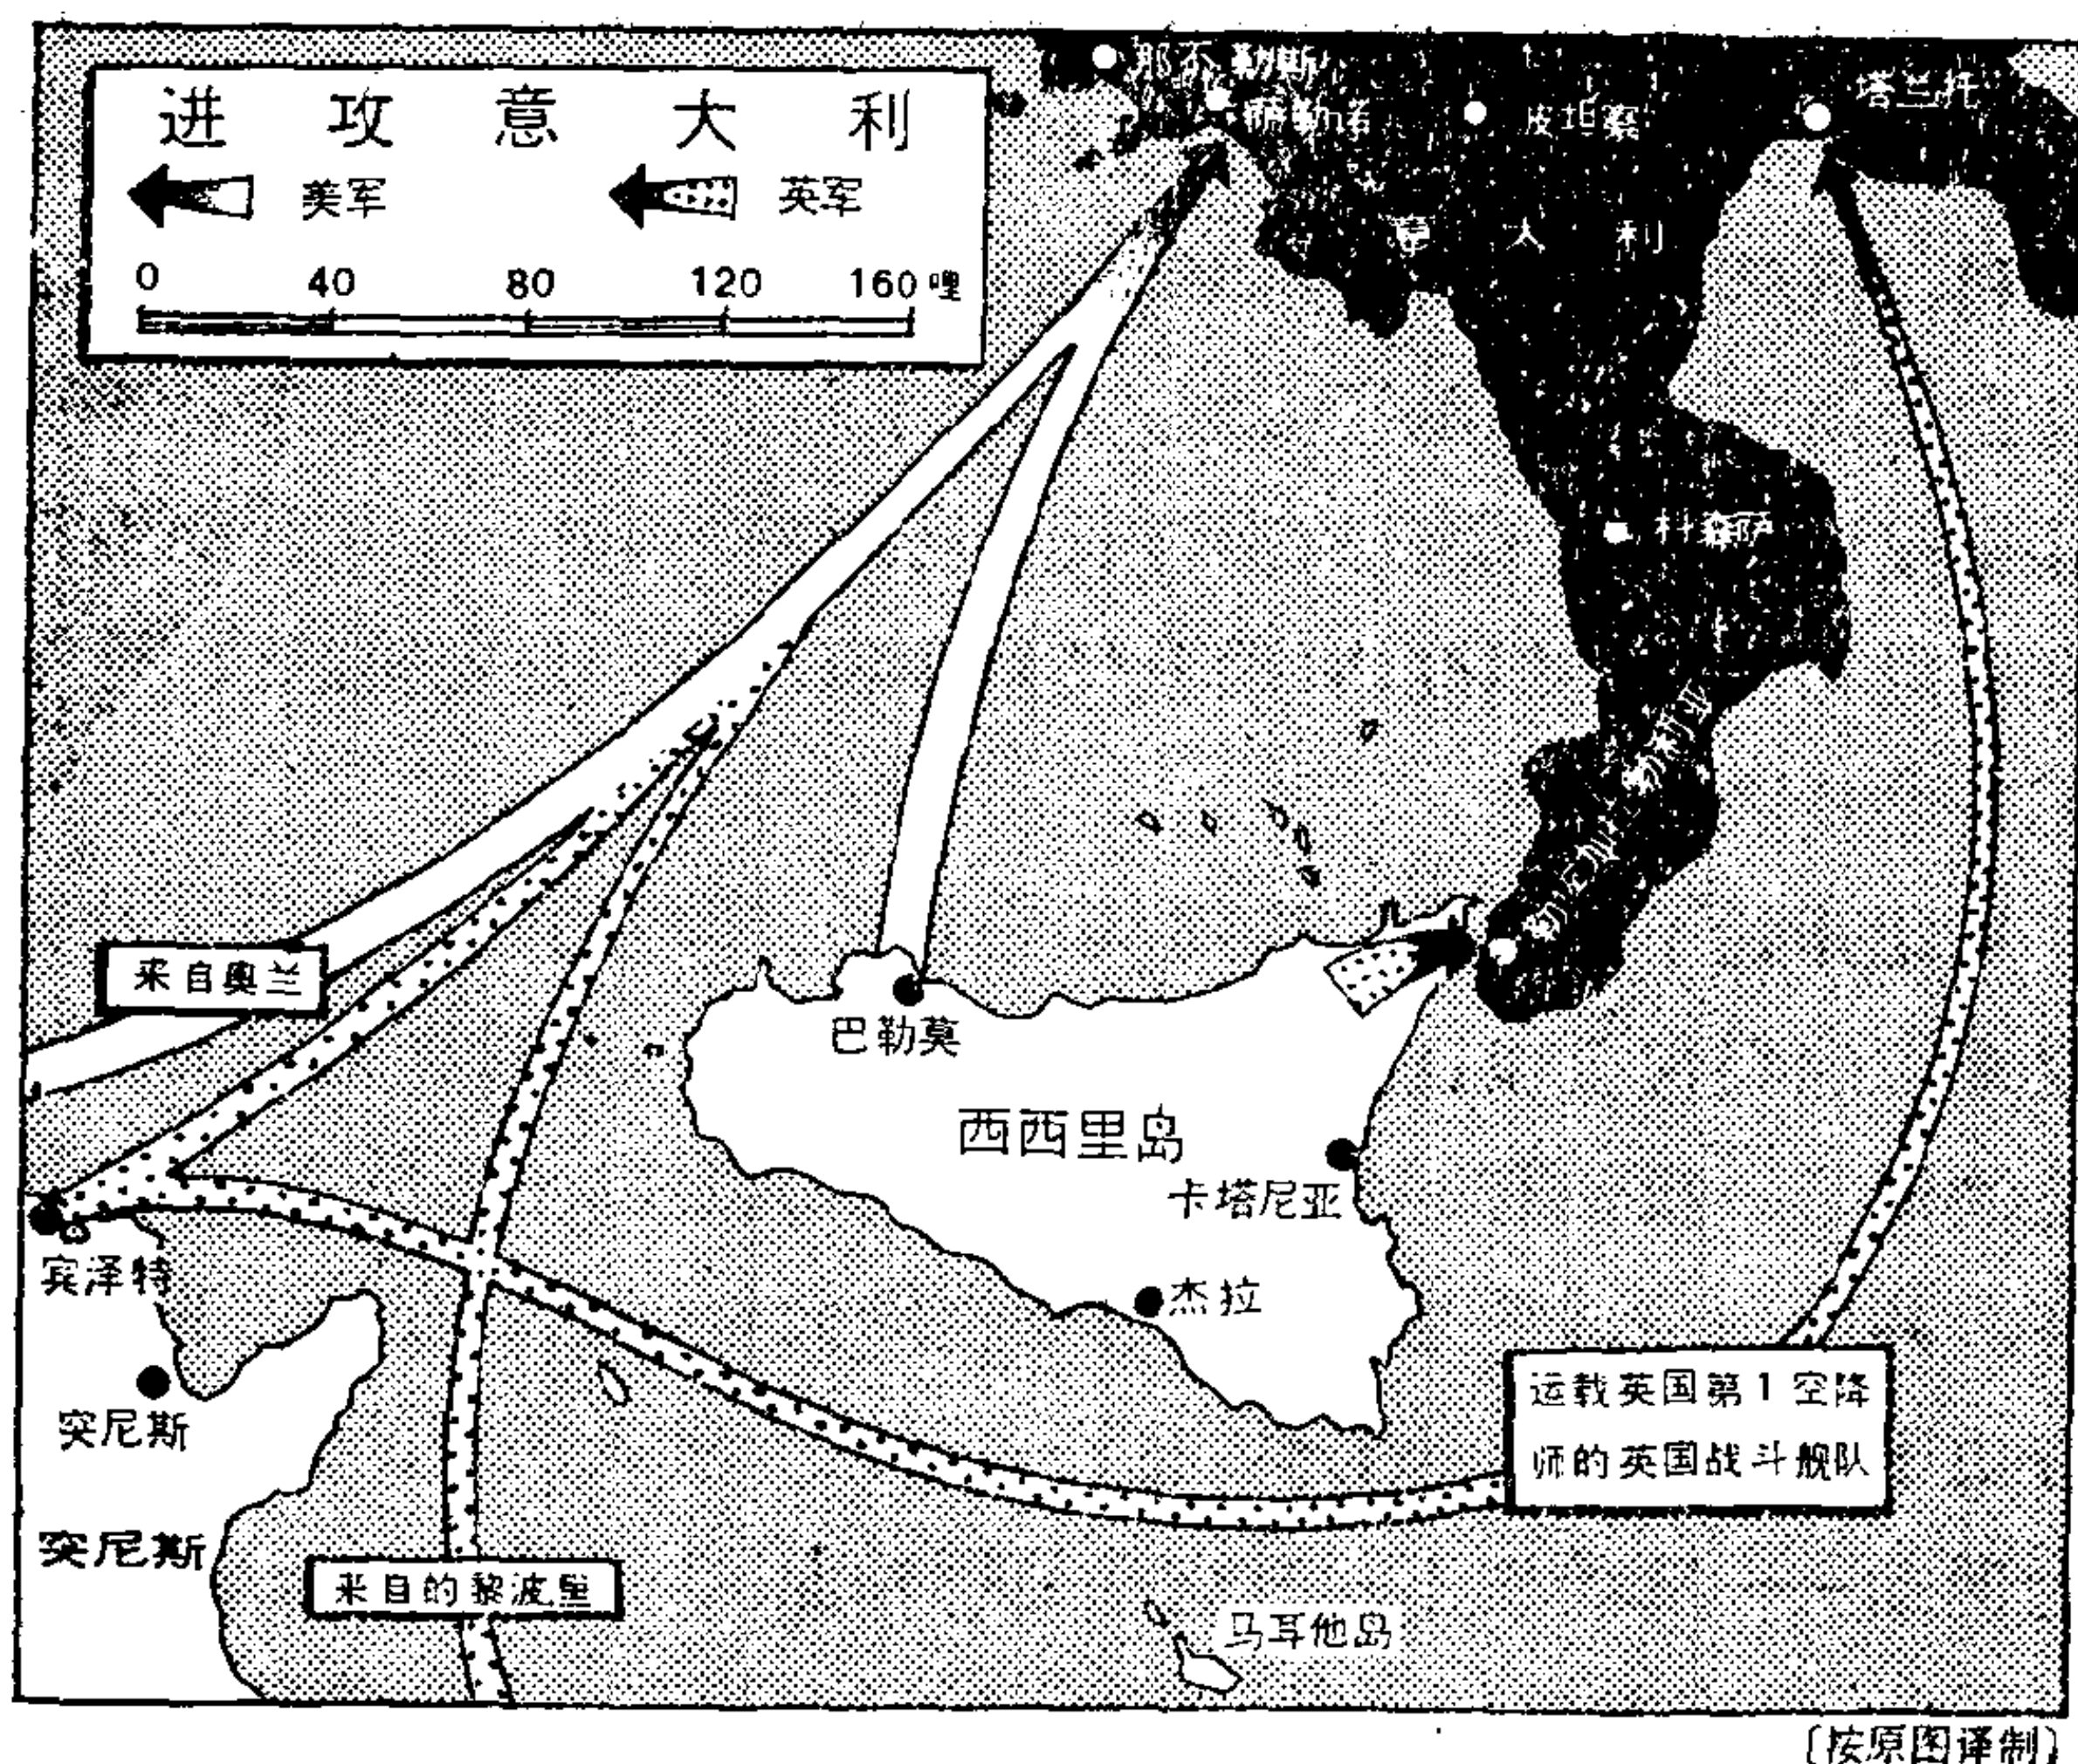 进攻意大利
美军
英军
0 40 80 120 160 哩
那不勒斯
皮坦察
塔兰托
意大利
科森萨
来自奥兰
巴勒莫
西西里岛
卡塔尼亚
杰拉
宾泽特
突尼斯
突尼斯
运载英国第1空降
师的英国战斗舰队
来自的黎波里
马耳他岛
〔按原图译制〕